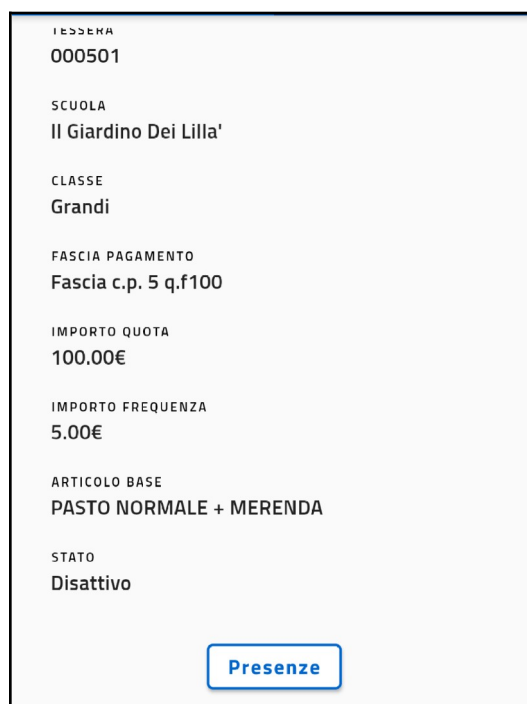 TESSERA
000501
SCUOLA
Il Giardino Dei Lilla'
CLASSE
Grandi
FASCIA PAGAMENTO
Fascia c.p. 5 q.f100
IMPORTO QUOTA
100.00€
IMPORTO FREQUENZA
5.00€
ARTICOLO BASE
PASTO NORMALE + MERENDA
STATO
Disattivo
Presenze